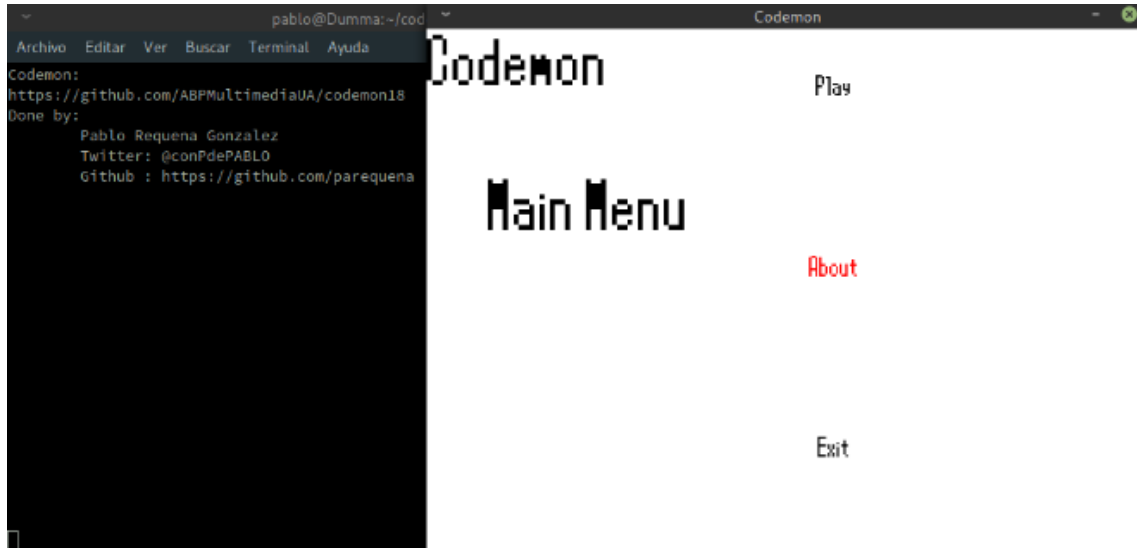 pablo@Dumma:~/cod
Archivo Editar Ver Buscar Terminal Ayuda
Codemon:
https://github.com/ABPMultimediaUA/codemon18
Done by:
Pablo Requena Gonzalez
Twitter: @conPdePABLO
Github : https://github.com/parequena
Codemon
Codemon
Play
Main Menu
About
Exit